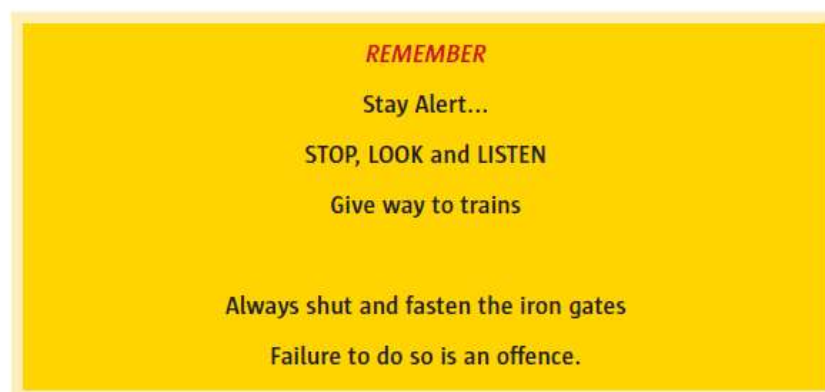 REMEMBER
Stay Alert...
STOP, LOOK and LISTEN
Give way to trains
Always shut and fasten the iron gates
Failure to do so is an offence.